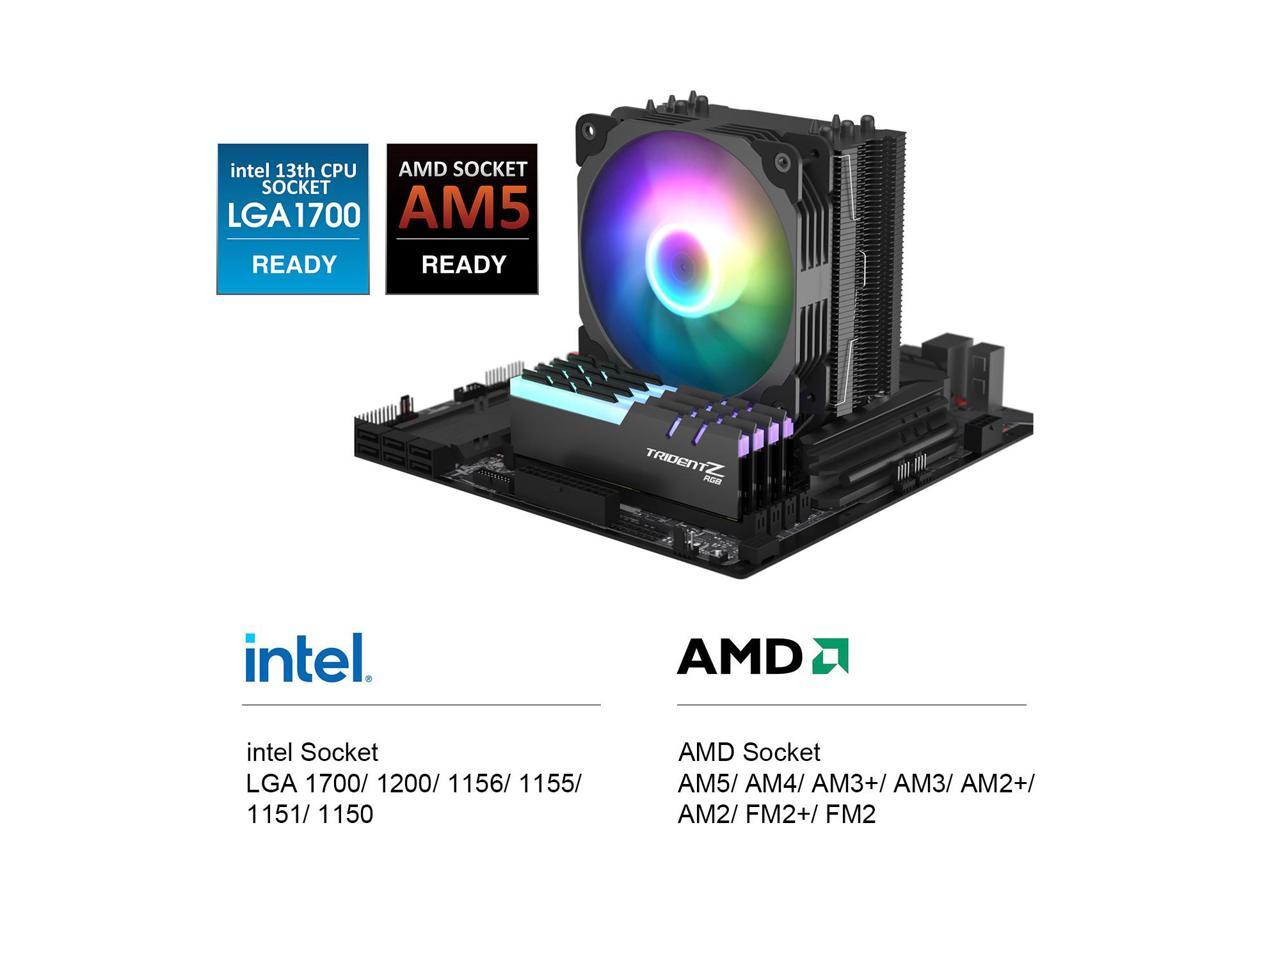 intel 13th CPU
SOCKET
LGA1700
READY
AMD SOCKET
AM5
READY
TRIDENT Z
RGB
intel®
AMD
intel Socket
LGA 1700/ 1200/ 1156/ 1155/
1151/ 1150
AMD Socket
AM5/ AM4/ AM3+/ AM3/ AM2+/
AM2/ FM2+/ FM2